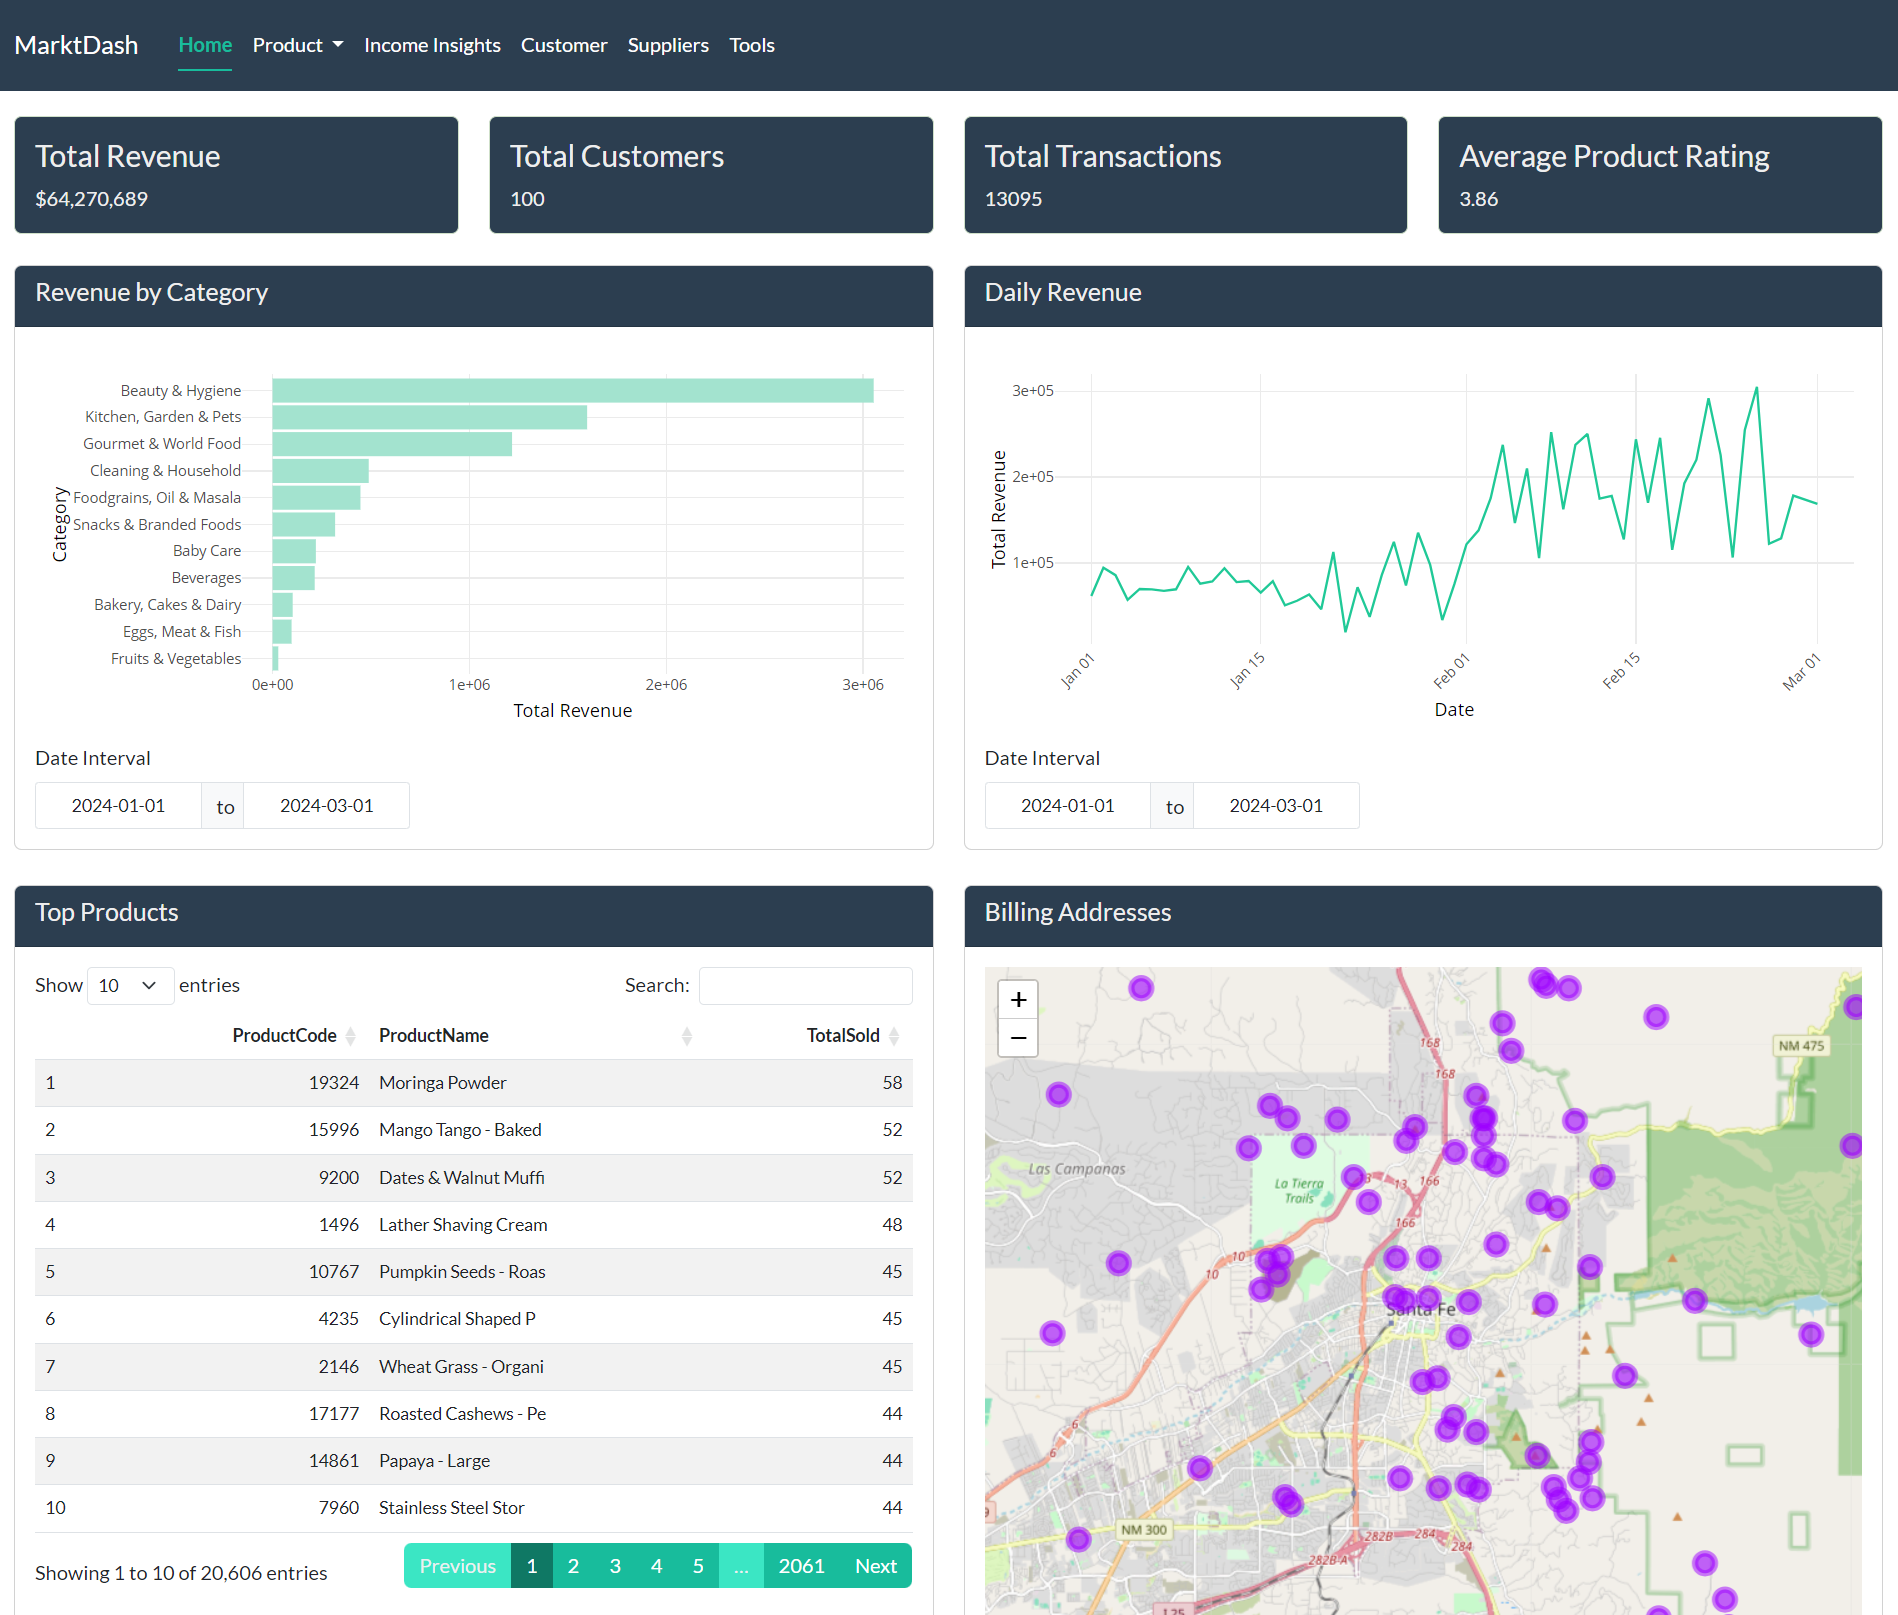 MarktDash Home Product Income Insights Customer Suppliers Tools
Total Revenue
$64,270,689
Total Customers
100
Total Transactions
13095
Average Product Rating
3.86
Revenue by Category
Category
Beauty & Hygiene
Kitchen, Garden & Pets
Gourmet & World Food
Cleaning & Household
Foodgrains, Oil & Masala
Snacks & Branded Foods
Baby Care
Beverages
Bakery, Cakes & Dairy
Eggs, Meat & Fish
Fruits & Vegetables
0e+00 1e+06 2e+06 3e+06
Total Revenue
Date Interval
2024-01-01 to 2024-03-01
Daily Revenue
Total Revenue
3e+05
2e+05
1e+05
Jan 01 Jan 15 Feb 01 Feb 15 Mar 01
Date
Date Interval
2024-01-01 to 2024-03-01
Top Products
Show 10 entries Search:
ProductCode ProductName TotalSold
1 19324 Moringa Powder 58
2 15996 Mango Tango - Baked 52
3 9200 Dates & Walnut Muffi 52
4 1496 Lather Shaving Cream 48
5 10767 Pumpkin Seeds - Roas 45
6 4235 Cylindrical Shaped P 45
7 2146 Wheat Grass - Organi 45
8 17177 Roasted Cashews - Pe 44
9 14861 Papaya - Large 44
10 7960 Stainless Steel Stor 44
Showing 1 to 10 of 20,606 entries
Previous 1 2 3 4 5 ... 2061 Next
Billing Addresses
+
−
168
NM 475
168
Las Campanas
La Tierra
Trails
13 166
166
10
10
Santa Fe
6
6
NM 300
282B 284
284
282B-A
I 25